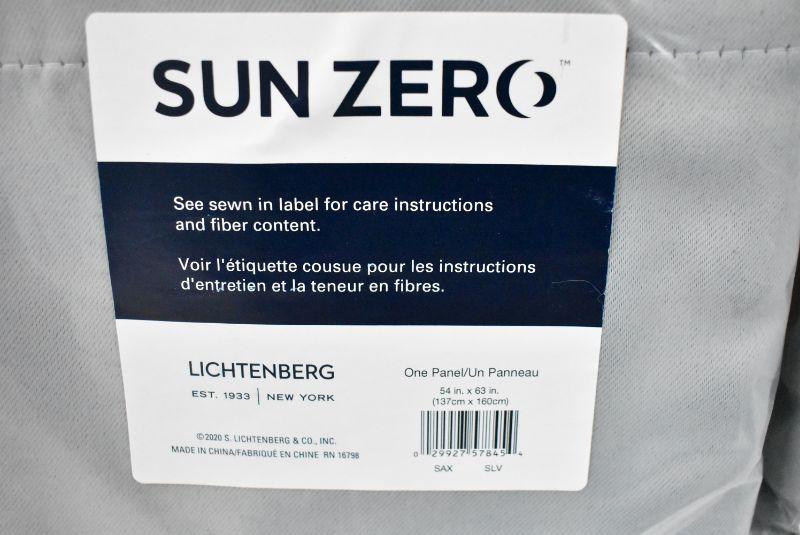 SUN ZERO™
See sewn in label for care instructions
and fiber content.
Voir l'étiquette cousue pour les instructions
d'entretien et la teneur en fibres.
LICHTENBERG
EST. 1933 | NEW YORK
©2020 S. LICHTENBERG & CO., INC.
MADE IN CHINA/FABRIQUÉ EN CHINE RN 16798
One Panel/Un Panneau
54 in. x 63 in.
(137cm x 160cm)
0 29927 57845 4
SAX SLV